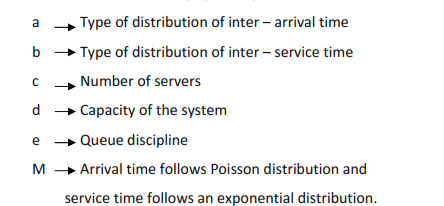 a → Type of distribution of inter – arrival time
b → Type of distribution of inter – service time
c → Number of servers
d → Capacity of the system
e → Queue discipline
M → Arrival time follows Poisson distribution and
service time follows an exponential distribution.